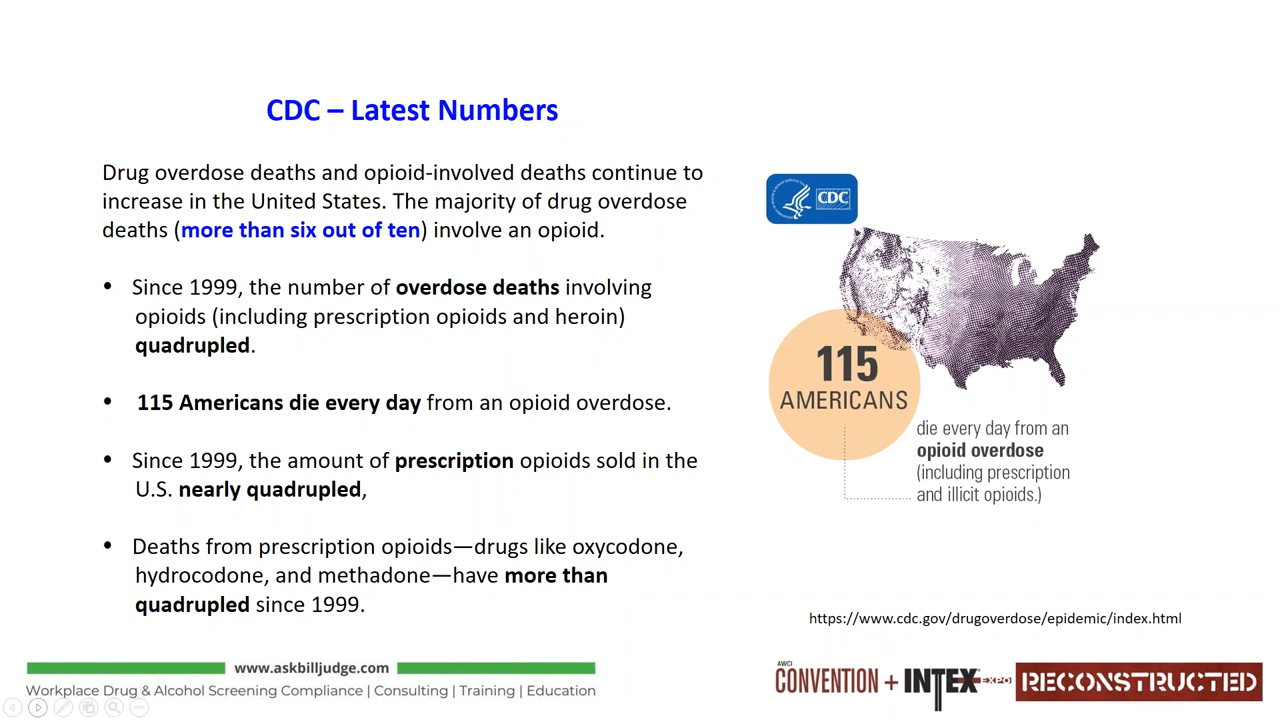 CDC – Latest Numbers
Drug overdose deaths and opioid-involved deaths continue to
increase in the United States. The majority of drug overdose
deaths (more than six out of ten) involve an opioid.
• Since 1999, the number of overdose deaths involving
opioids (including prescription opioids and heroin)
quadrupled.
• 115 Americans die every day from an opioid overdose.
• Since 1999, the amount of prescription opioids sold in the
U.S. nearly quadrupled,
• Deaths from prescription opioids—drugs like oxycodone,
hydrocodone, and methadone—have more than
quadrupled since 1999.
CDC
115
AMERICANS
die every day from an
opioid overdose
(including prescription
and illicit opioids.)
https://www.cdc.gov/drugoverdose/epidemic/index.html
www.askbilljudge.com
Workplace Drug & Alcohol Screening Compliance | Consulting | Training | Education
AWCI
CONVENTION + INTEX EXPO RECONSTRUCTED